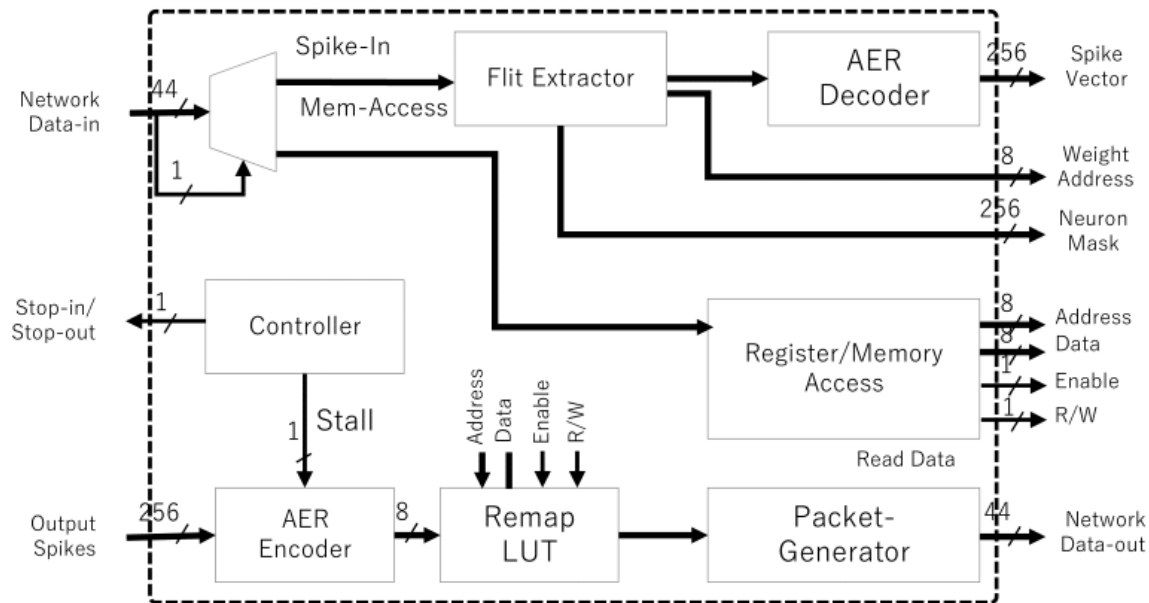 Spike-In
Mem-Access
Flit Extractor
AER
Decoder
256
Spike
Vector
Network
Data-in
44
1
8
Weight
Address
256
Neuron
Mask
Stop-in/
Stop-out
1
Controller
Stall
1
Register/Memory
Access
8
Address
8
Data
1
Enable
1
R/W
Read Data
Address
Data
Enable
R/W
Output
Spikes
256
AER
Encoder
8
Remap
LUT
Packet-
Generator
44
Network
Data-out